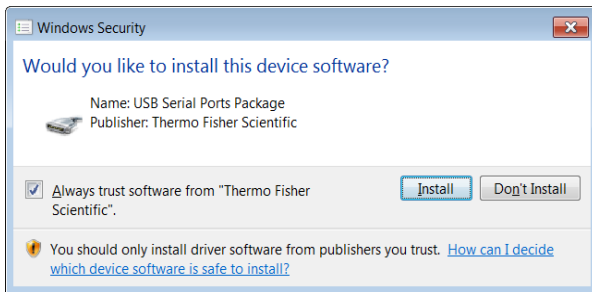 Windows Security
Would you like to install this device software?
Name: USB Serial Ports Package
Publisher: Thermo Fisher Scientific
Always trust software from "Thermo Fisher
Scientific".
Install
Don't Install
You should only install driver software from publishers you trust. How can I decide
which device software is safe to install?